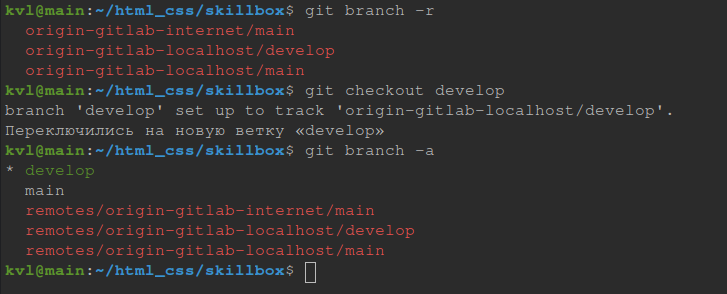 kvl@main:~/html_css/skillbox$ git branch -r
  origin-gitlab-internet/main
  origin-gitlab-localhost/develop
  origin-gitlab-localhost/main
kvl@main:~/html_css/skillbox$ git checkout develop
branch 'develop' set up to track 'origin-gitlab-localhost/develop'.
Переключились на новую ветку «develop»
kvl@main:~/html_css/skillbox$ git branch -a
* develop
  main
  remotes/origin-gitlab-internet/main
  remotes/origin-gitlab-localhost/develop
  remotes/origin-gitlab-localhost/main
kvl@main:~/html_css/skillbox$